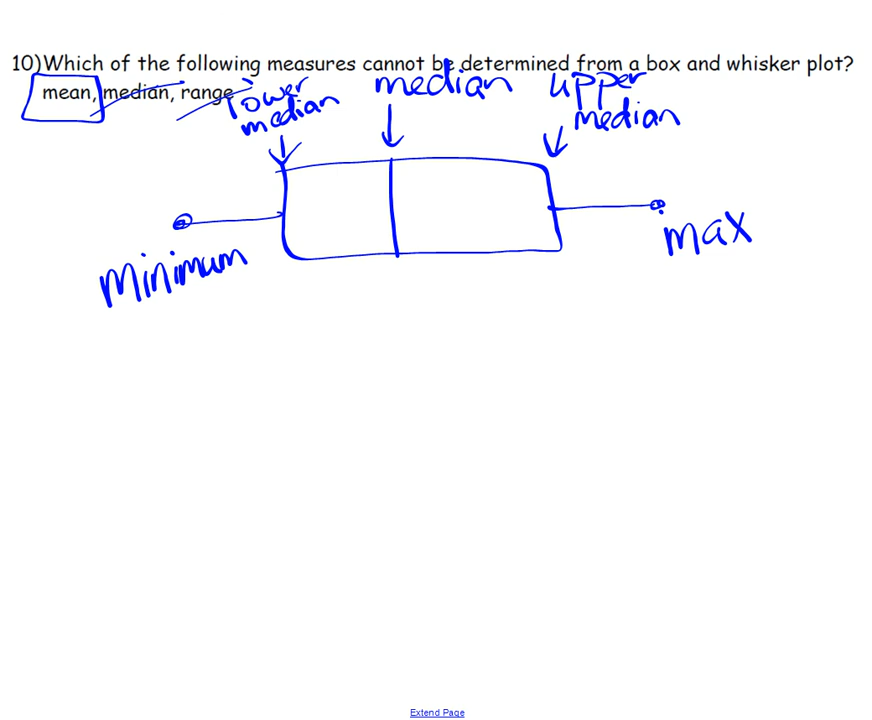 10)Which of the following measures cannot be determined from a box and whisker plot?
mean, median, range
lower
median
median
upper
median
minimum
max
Extend Page